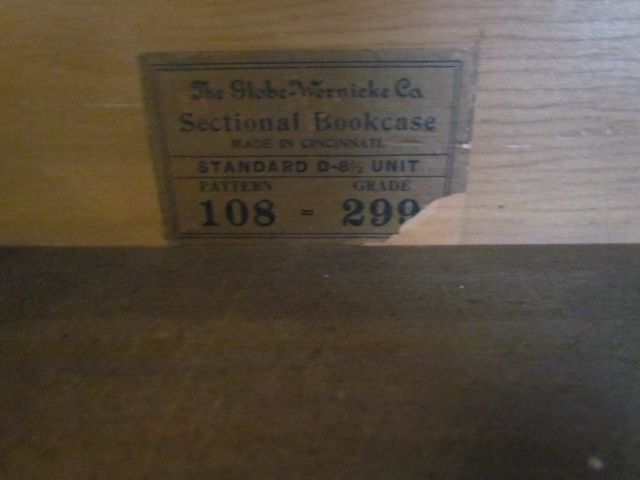 The Globe-Wernicke Co
Sectional Bookcase
MADE IN CINCINNATI.
STANDARD D-8½ UNIT
PATTERN GRADE
108 - 299